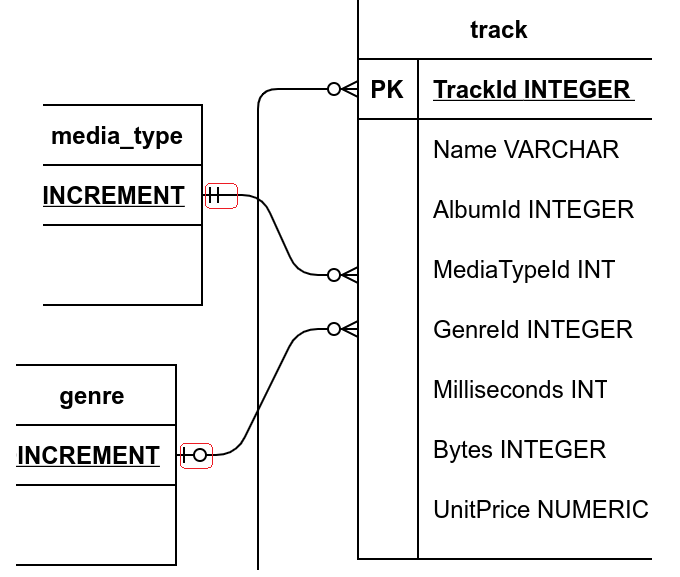 track
PK TrackId INTEGER
media_type
INCREMENT
Name VARCHAR
AlbumId INTEGER
MediaTypeId INT
GenreId INTEGER
Milliseconds INT
Bytes INTEGER
UnitPrice NUMERIC
genre
INCREMENT